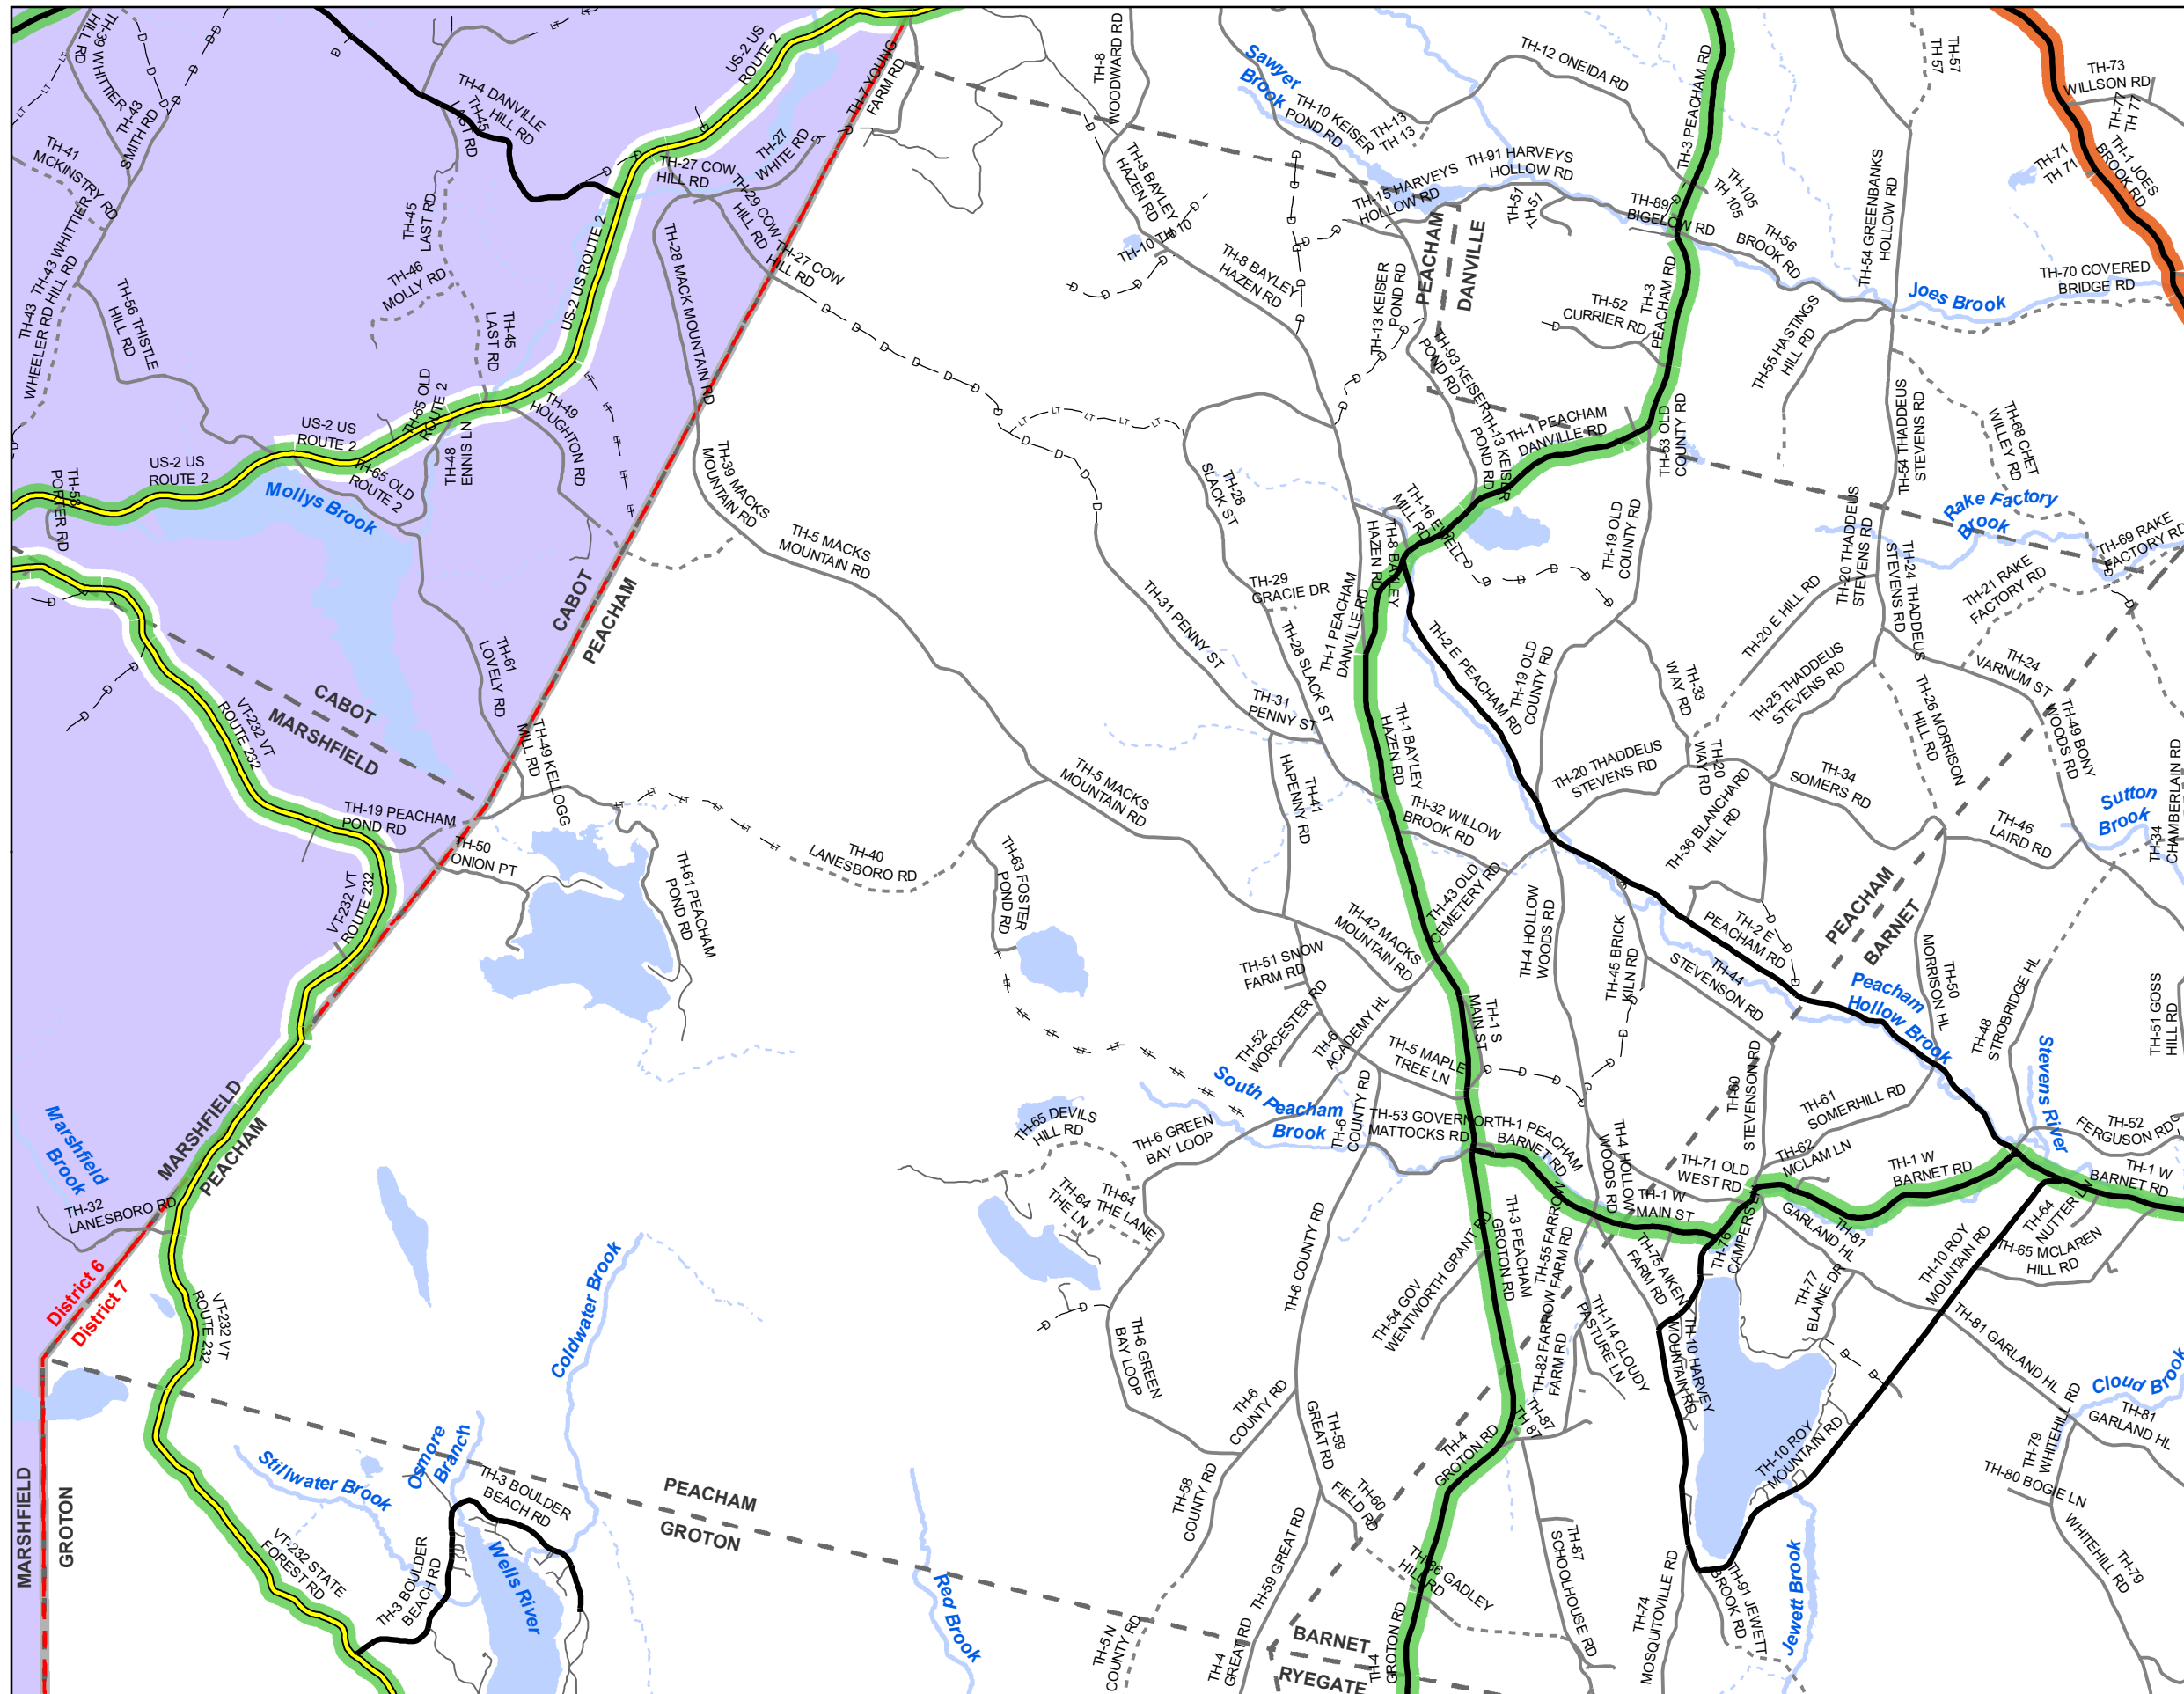 TH-39 WHITTIER
HILL RD
TH-43
SMITH RD
TH-41
MCKINSTRY RD
TH-43 WHITTIER
HILL RD
TH-43
WHEELER RD
TH-56 THISTLE
HILL RD
TH-4 DANVILLE
HILL RD
TH-45
LAST RD
TH-45
LAST RD
TH-46
MOLLY RD
TH-45
LAST RD
US-2 US
ROUTE 2
TH-7 YOUNG
FARM RD
TH-27 COW
HILL RD
TH-27
WHITE RD
TH-29 COW
HILL RD
TH-27 COW
HILL RD
TH-28 MACK MOUNTAIN RD
US-2 US ROUTE 2
TH-65 OLD
ROUTE 2
TH-49
HOUGHTON RD
TH-48
ENNIS LN
US-2 US
ROUTE 2
US-2 US
ROUTE 2
TH-65 OLD
ROUTE 2
TH-58
PORTER RD
Mollys Brook
TH-39 MACKS
MOUNTAIN RD
TH-5 MACKS
MOUNTAIN RD
CABOT
PEACHAM
TH-61
LOVELY RD
CABOT
MARSHFIELD
VT-232 VT
ROUTE 232
TH-49 KELLOGG
MILL RD
TH-19 PEACHAM
POND RD
TH-50
ONION PT
VT-232 VT
ROUTE 232
TH-61 PEACHAM
POND RD
TH-40
LANESBORO RD
TH-63 FOSTER
POND RD
TH-5 MACKS
MOUNTAIN RD
TH-8
WOODWARD RD
Sawyer
Brook
TH-10 KEISER
POND RD
TH-13
TH 13
TH-12 ONEIDA RD
TH-3 PEACHAM RD
TH-57
TH 57
TH-73
WILLSON RD
TH-77
TH 77
TH-1 JOES
BROOK RD
TH-71
TH 71
TH-8 BAYLEY
HAZEN RD
TH-10 TH 10
TH-15 HARVEYS
HOLLOW RD
TH-91 HARVEYS
HOLLOW RD
TH-51
TH 51
TH-89
BIGELOW RD
TH-105
TH 105
TH-56
BROOK RD
TH-54 GREENBANKS
HOLLOW RD
Joes Brook
TH-70 COVERED
BRIDGE RD
TH-8 BAYLEY
HAZEN RD
TH-13 KEISER
POND RD
PEACHAM
DANVILLE
TH-52
CURRIER RD
TH-3
PEACHAM RD
TH-55 HASTINGS
HILL RD
TH-93 KEISER
POND RD
TH-13 KEISER
POND RD
TH-1 PEACHAM
DANVILLE RD
TH-53 OLD
COUNTY RD
TH-54 THADDEUS
STEVENS RD
TH-68 CHET
WILLEY RD
Rake Factory
Brook
TH-69 RAKE
FACTORY RD
TH-28
SLACK ST
TH-8 BAYLEY
HAZEN RD
TH-16 EWELL
MILL RD
TH-19 OLD
COUNTY RD
TH-20 THADDEUS
STEVENS RD
TH-24 THADDEUS
STEVENS RD
TH-21 RAKE
FACTORY RD
TH-29
GRACIE DR
TH-31 PENNY ST
TH-28 SLACK ST
TH-1 PEACHAM
DANVILLE RD
TH-2 E PEACHAM RD
TH-19 OLD
COUNTY RD
TH-33
WAY RD
TH-20 E HILL RD
TH-25 THADDEUS
STEVENS RD
TH-24
VARNUM ST
TH-26 MORRISON
HILL RD
TH-49 BONY
WOODS RD
TH-31
PENNY ST
TH-1 BAYLEY
HAZEN RD
TH-20 THADDEUS
STEVENS RD
TH-20
WAY RD
TH-34
SOMERS RD
TH-36 BLANCHARD
HILL RD
TH-46
LAIRD RD
Sutton
Brook
TH-34
CHAMBERLAIN RD
TH-41
HAPENNY RD
TH-32 WILLOW
BROOK RD
TH-43 OLD
CEMETERY RD
TH-42 MACKS
MOUNTAIN RD
TH-51 SNOW
FARM RD
TH-52
WORCESTER RD
TH-6
ACADEMY HL
TH-4 HOLLOW
WOODS RD
TH-45 BRICK
KILN RD
TH-2 E
PEACHAM RD
TH-44
STEVENSON RD
PEACHAM
BARNET
Peacham
Hollow Brook
TH-50
MORRISON HL
TH-48
STROBRIDGE HL
TH-51 GOSS
HILL RD
Stevens River
TH-1 S
MAIN ST
TH-5 MAPLE
TREE LN
South Peacham
Brook
TH-6
COUNTY RD
TH-53 GOVERNOR
MATTOCKS RD
TH-1 PEACHAM
BARNET RD
TH-60
STEVENSON RD
TH-61
SOMERHILL RD
TH-62
MCLAM LN
TH-52
FERGUSON RD
TH-4 HOLLOW
WOODS RD
TH-71 OLD
WEST RD
TH-1 W
BARNET RD
TH-1 W
BARNET RD
TH-1 W
MAIN ST
TH-65 DEVILS
HILL RD
TH-6 GREEN
BAY LOOP
TH-64
THE LN
TH-64
THE LANE
TH-6 GREEN
BAY LOOP
TH-6 COUNTY RD
TH-54 GOV
WENTWORTH GRANT RD
TH-3 PEACHAM
GROTON RD
TH-55 FARROW FARM RD
TH-82 FARROW
FARM RD
TH-114 CLOUDY
PASTURE LN
TH-75 AIKEN
FARM RD
TH-76
CAMPERS LN
TH-81
GARLAND HL
TH-77
BLAINE DR
TH-10 ROY
MOUNTAIN RD
TH-64
NUTTER LN
TH-65 MCLAREN
HILL RD
TH-10 HARVEY
MOUNTAIN RD
TH-81 GARLAND HL
Cloud Brook
TH-81
GARLAND HL
TH-79
WHITEHILL RD
TH-80 BOGIE LN
TH-79
WHITEHILL RD
TH-10 ROY
MOUNTAIN RD
TH-91 JEWETT
BROOK RD
Jewett Brook
TH-74
MOSQUITOVILLE RD
TH-87
SCHOOLHOUSE RD
TH-87
TH 87
TH-4
GROTON RD
TH-6
COUNTY RD
TH-59
GREAT RD
TH-60
FIELD RD
TH-58
COUNTY RD
TH-59 GREAT RD
TH-86 GADLEY
HILL RD
TH-5 N
COUNTY RD
TH-4
GREAT RD
TH-4
GROTON RD
BARNET
RYEGATE
Marshfield
Brook
MARSHFIELD
PEACHAM
TH-32
LANESBORO RD
District 6
District 7
VT-232 VT
ROUTE 232
Coldwater Brook
Stillwater Brook
Osmore
Branch
TH-3 BOULDER
BEACH RD
TH-3 BOULDER
BEACH RD
VT-232 STATE
FOREST RD
Wells River
PEACHAM
GROTON
Red Brook
MARSHFIELD
GROTON